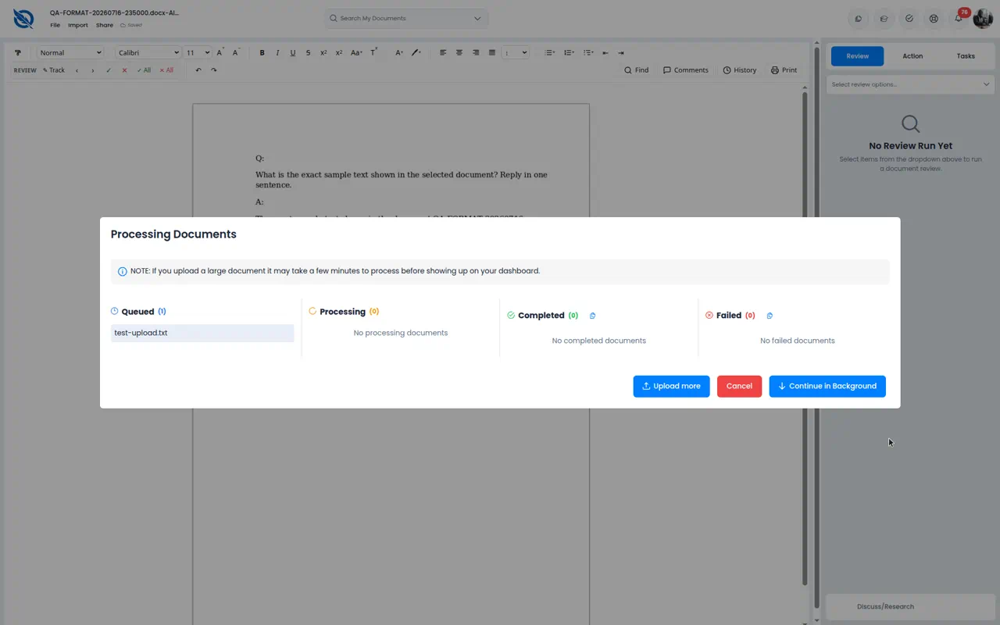 QA-FORMAT-20260716-235000.docx-AI...
File Import Share Saved
Search My Documents
76
Normal Calibri 11 A A B I U S x² x² Aa T A
REVIEW Track ‹ › ✓ ✕ ✓ All ✕ All
Find Comments History Print
Review Action Tasks
Select review options...
No Review Run Yet
Select items from the dropdown above to run
a document review.
Q:
What is the exact sample text shown in the selected document? Reply in one
sentence.
A:
Processing Documents
NOTE: If you upload a large document it may take a few minutes to process before showing up on your dashboard.
Queued (1)
test-upload.txt
Processing (0)
No processing documents
Completed (0)
No completed documents
Failed (0)
No failed documents
Upload more Cancel Continue in Background
Discuss/Research